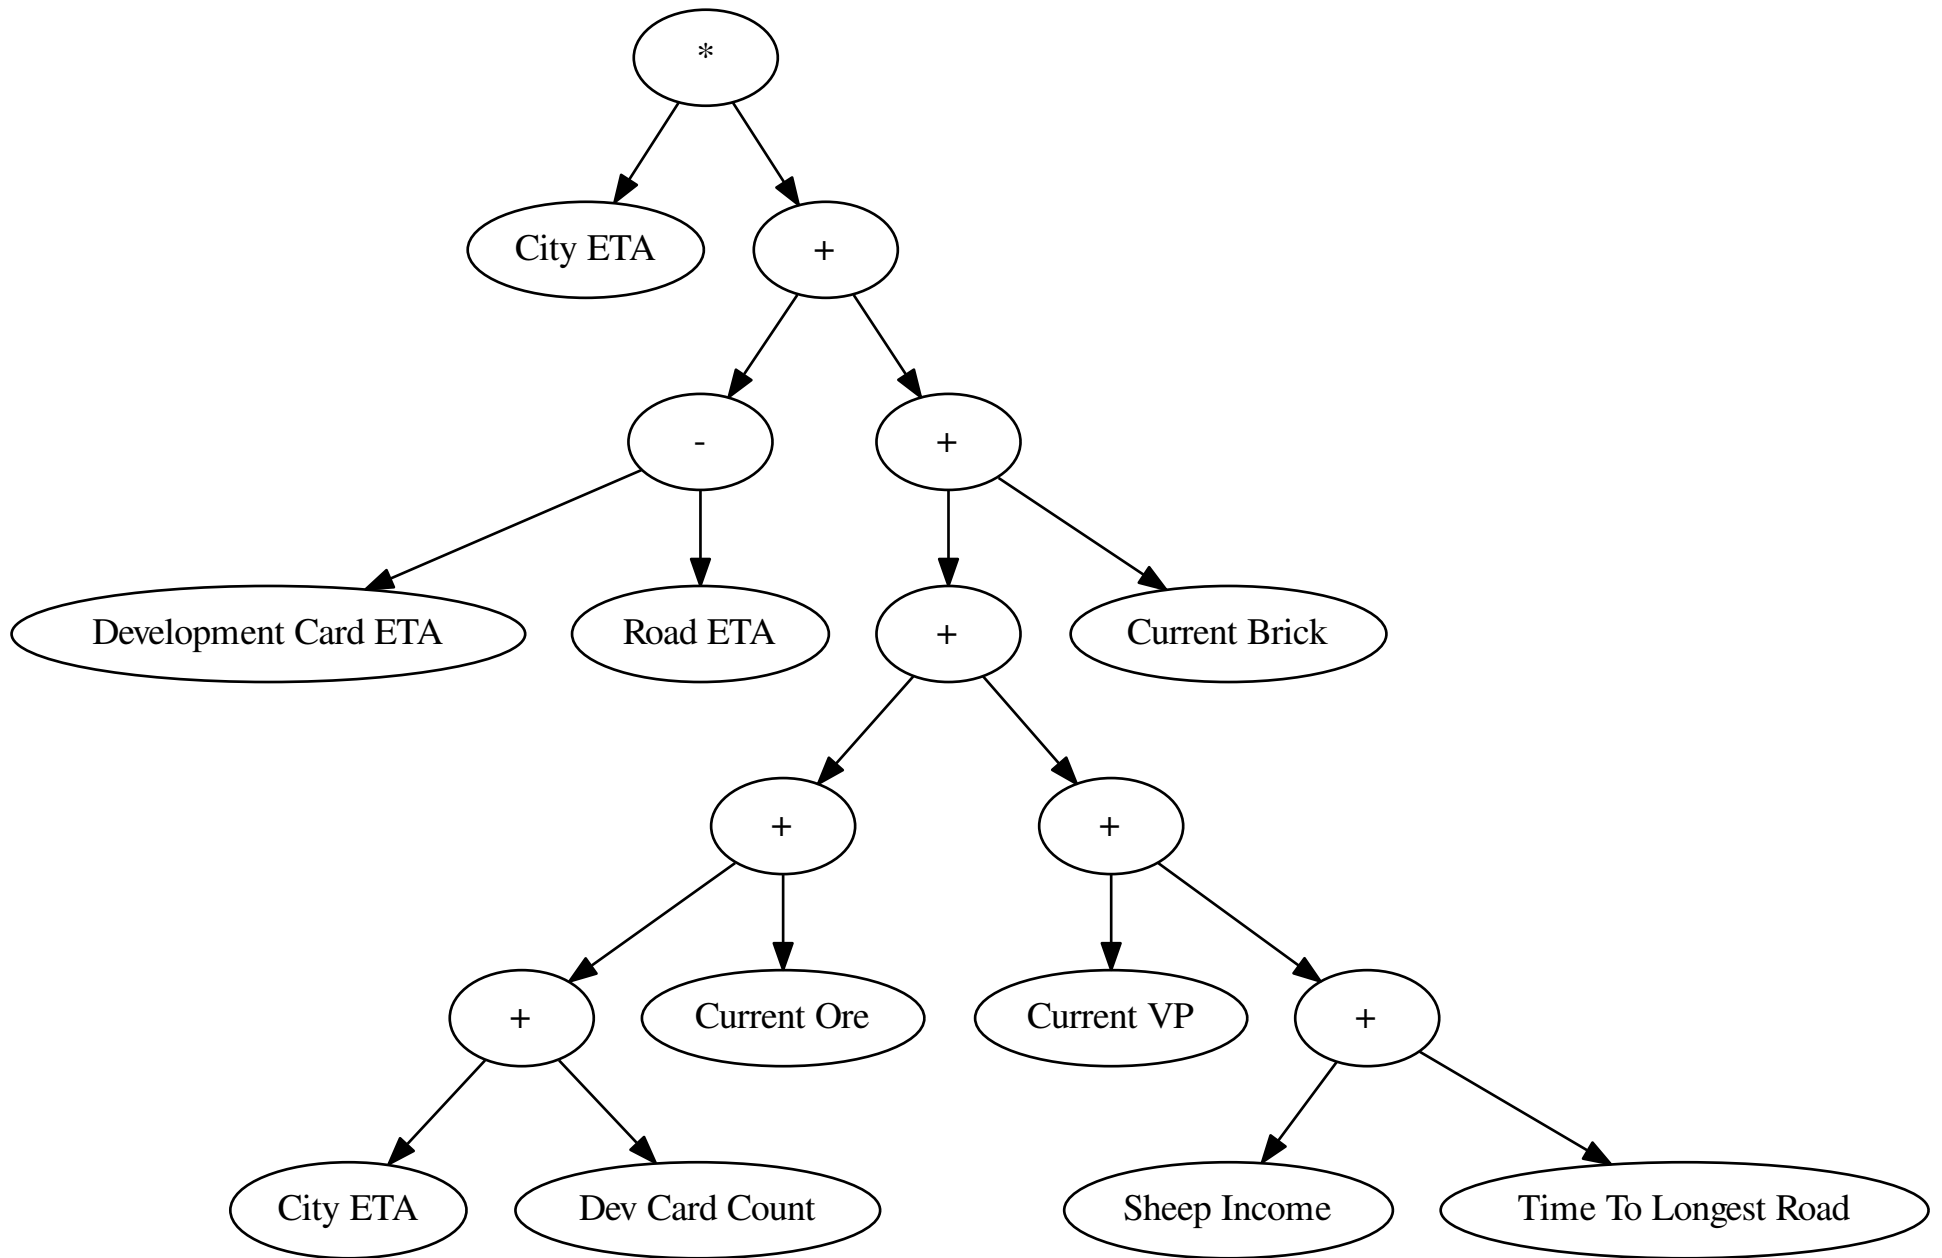 *
City ETA
+
-
+
Development Card ETA
Road ETA
+
Current Brick
+
+
+
Current Ore
Current VP
+
City ETA
Dev Card Count
Sheep Income
Time To Longest Road